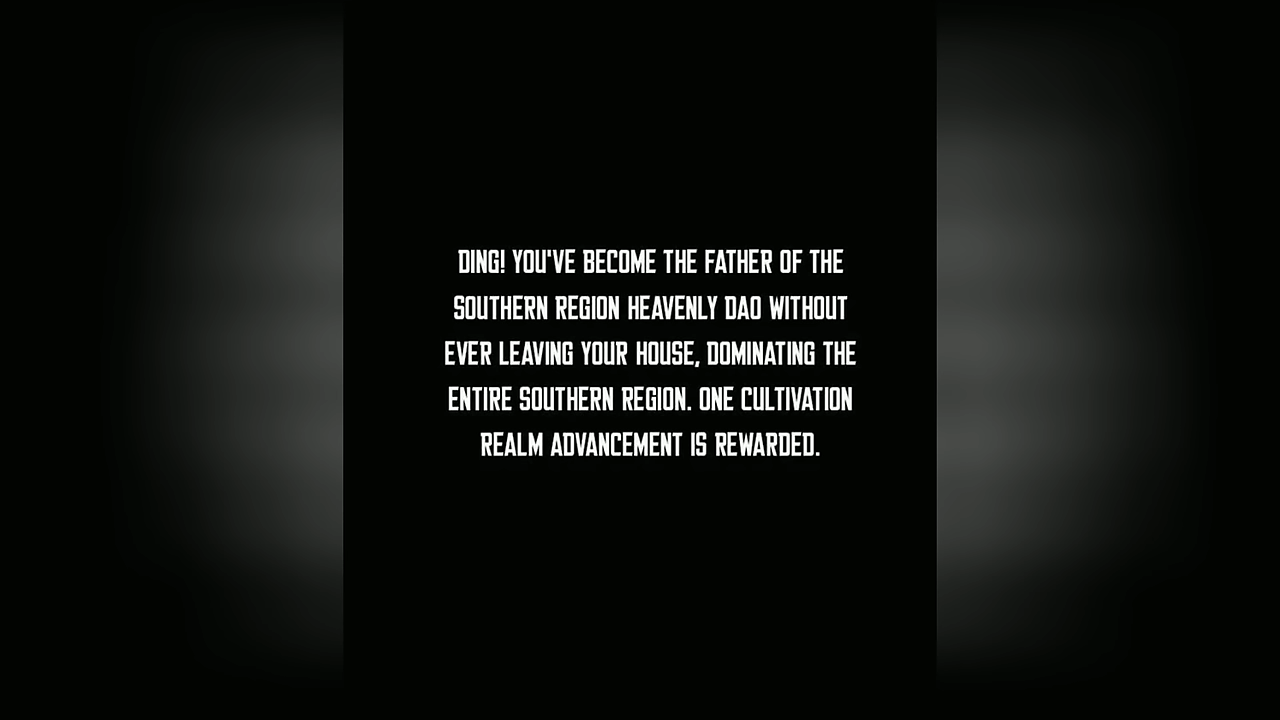 DING! YOU'VE BECOME THE FATHER OF THE
SOUTHERN REGION HEAVENLY DAO WITHOUT
EVER LEAVING YOUR HOUSE, DOMINATING THE
ENTIRE SOUTHERN REGION. ONE CULTIVATION
REALM ADVANCEMENT IS REWARDED.